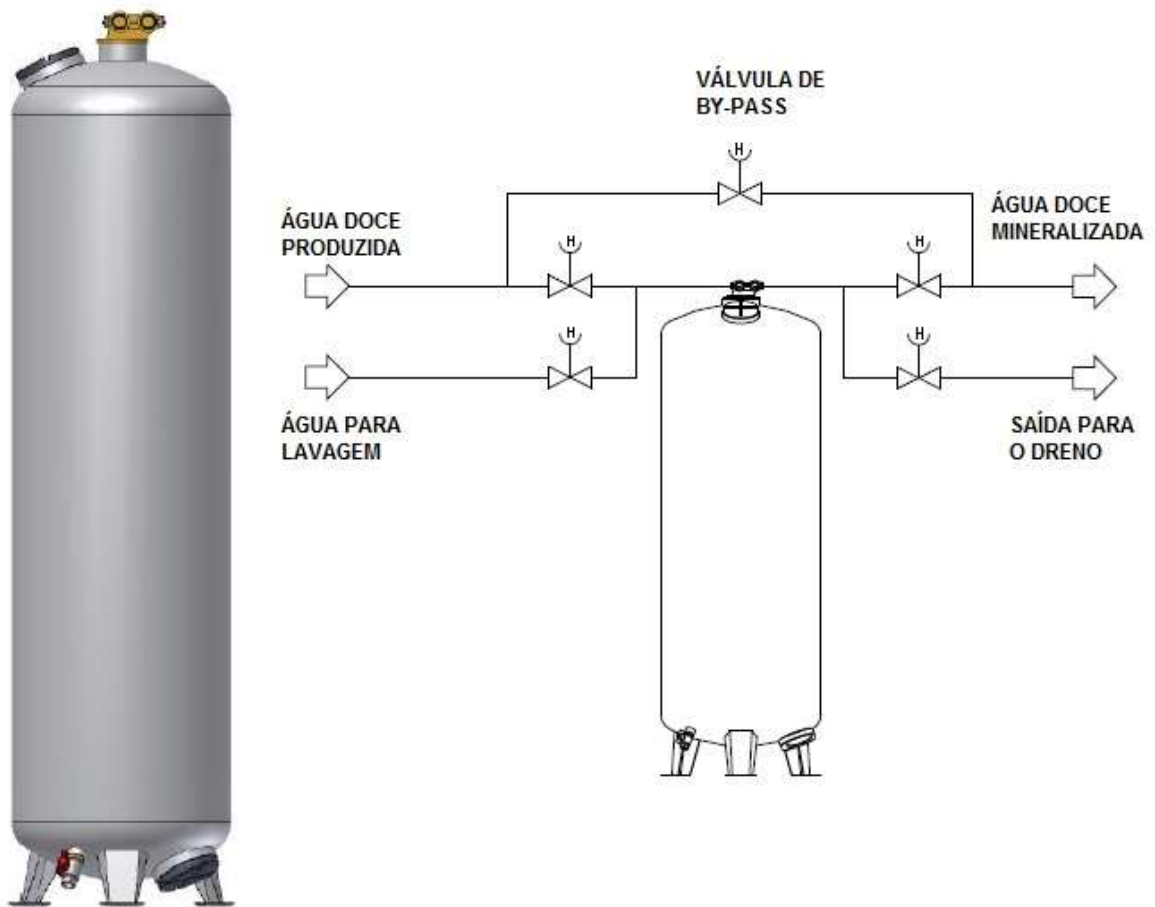 VÁLVULA DE
BY-PASS
H
ÁGUA DOCE
PRODUZIDA
ÁGUA DOCE
MINERALIZADA
H
H
H
H
ÁGUA PARA
LAVAGEM
SAÍDA PARA
O DRENO